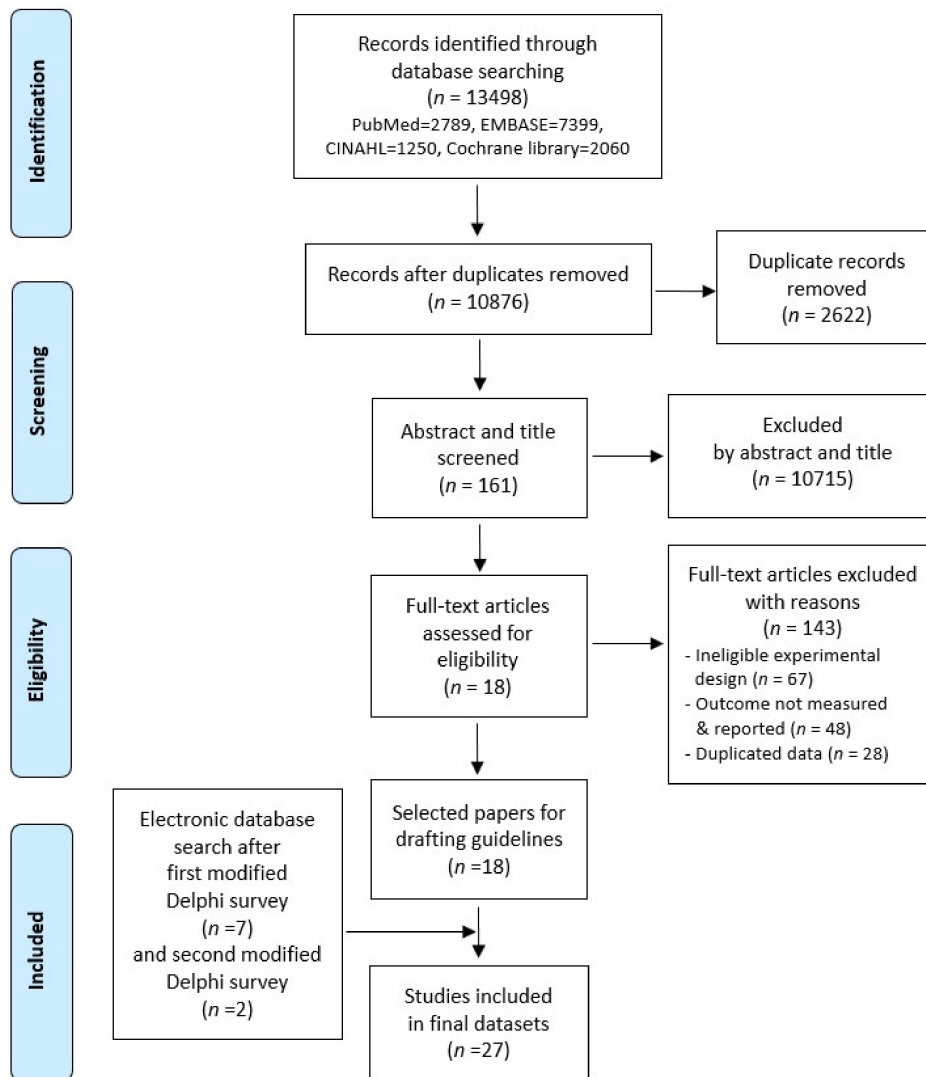 Identification
Records identified through
database searching
(n = 13498)
PubMed=2789, EMBASE=7399,
CINAHL=1250, Cochrane library=2060
Records after duplicates removed
(n = 10876)
Duplicate records
removed
(n = 2622)
Screening
Abstract and title
screened
(n = 161)
Excluded
by abstract and title
(n = 10715)
Eligibility
Full-text articles
assessed for
eligibility
(n = 18)
Full-text articles excluded
with reasons
(n = 143)
- Ineligible experimental
design (n = 67)
- Outcome not measured
& reported (n = 48)
- Duplicated data (n = 28)
Included
Selected papers for
drafting guidelines
(n =18)
Electronic database
search after
first modified
Delphi survey
(n =7)
and second modified
Delphi survey
(n =2)
Studies included
in final datasets
(n =27)